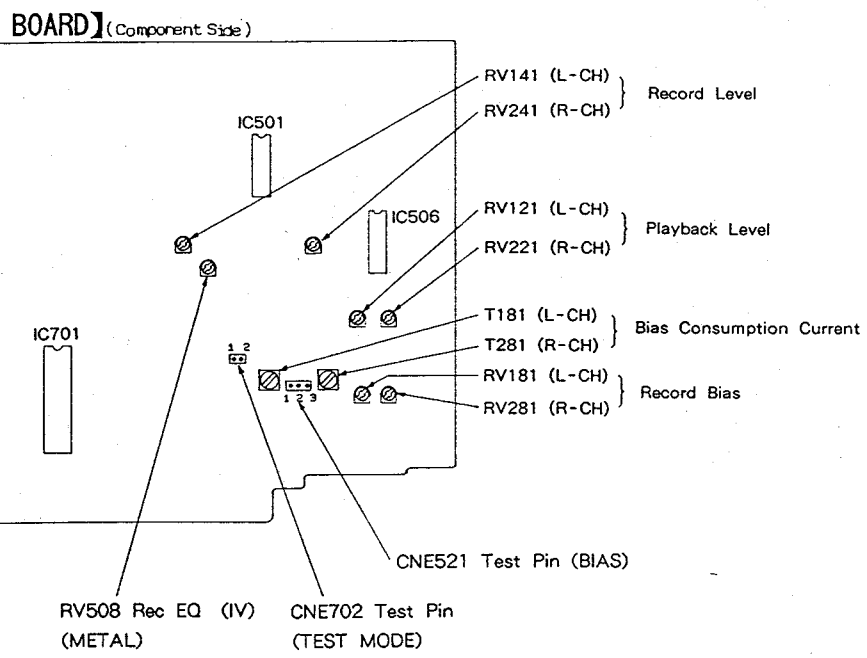 BOARD】(Component Side)
RV141 (L-CH)
Record Level
RV241 (R-CH)
IC501
RV121 (L-CH)
IC506
Playback Level
RV221 (R-CH)
T181 (L-CH)
Bias Consumption Current
IC701
T281 (R-CH)
1 2
RV181 (L-CH)
Record Bias
1 2 3
RV281 (R-CH)
CNE521 Test Pin (BIAS)
RV508 Rec EQ (IV)
(METAL)
CNE702 Test Pin
(TEST MODE)